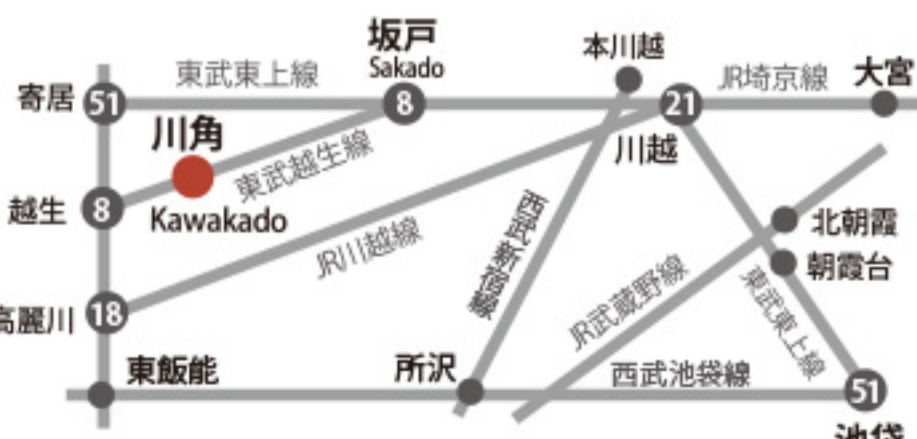 坂戸
Sakado
本川越
東武東上線
JR埼京線
大宮
寄居
51
8
21
川角
川越
東武越生線
越生
8
Kawakado
西武新宿線
北朝霞
JR川越線
朝霞台
高麗川
18
JR武蔵野線
東武東上線
東飯能
所沢
西武池袋線
51
池袋